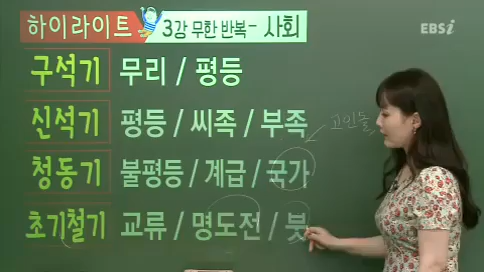 하이라이트 3강 무한 반복- 사회
EBSi
구석기 무리 / 평등
신석기 평등 / 씨족 / 부족
고인돌
청동기 불평등 / 계급 / 국가
초기철기 교류 / 명도전 / 붓